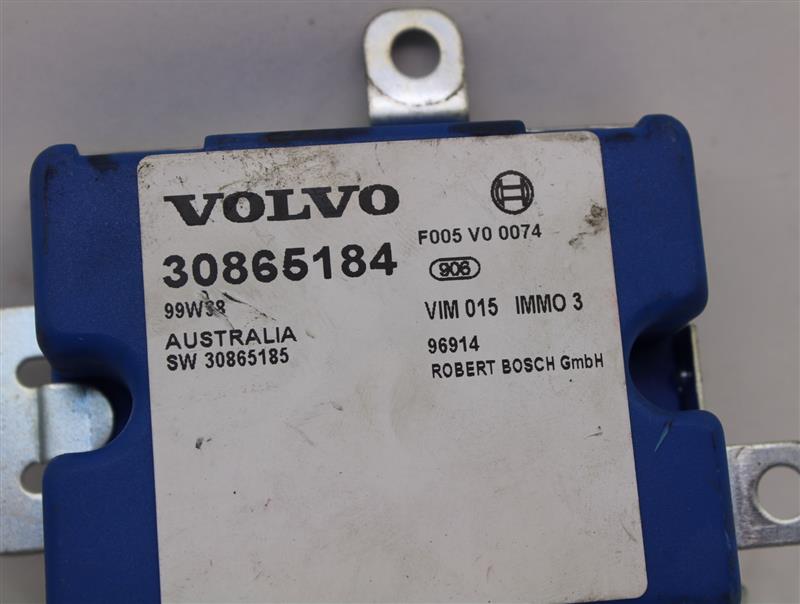 VOLVO
30865184
99W38
AUSTRALIA
SW 30865185
F005 V0 0074
906
VIM 015 IMMO 3
96914
ROBERT BOSCH GmbH